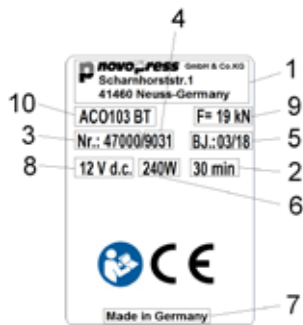 4
novopress GmbH & Co.KG
Scharnhorststr.1
41460 Neuss-Germany
1
10
ACO103 BT
F= 19 kN
9
3
Nr.: 47000/9031
BJ.:03/18
5
8
12 V d.c.
240W
30 min
2
6
CE
Made in Germany
7